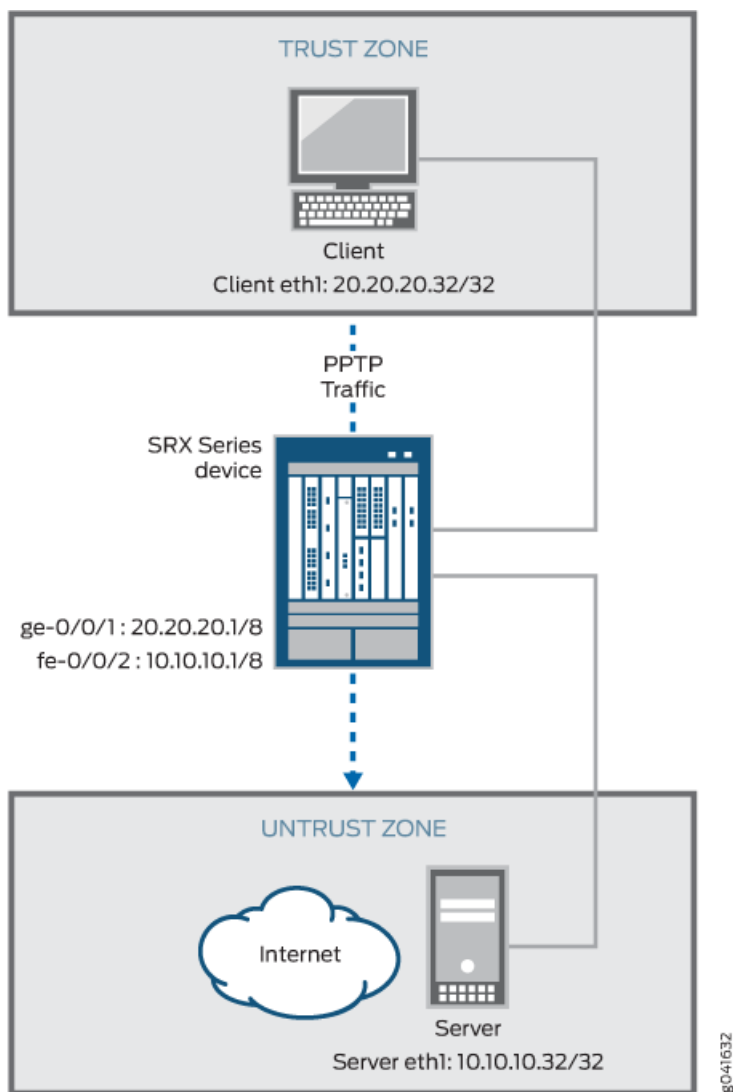 TRUST ZONE
Client
Client eth1: 20.20.20.32/32
PPTP
Traffic
SRX Series
device
ge-0/0/1 : 20.20.20.1/8
fe-0/0/2 : 10.10.10.1/8
UNTRUST ZONE
Internet
Server
Server eth1: 10.10.10.32/32
g041632